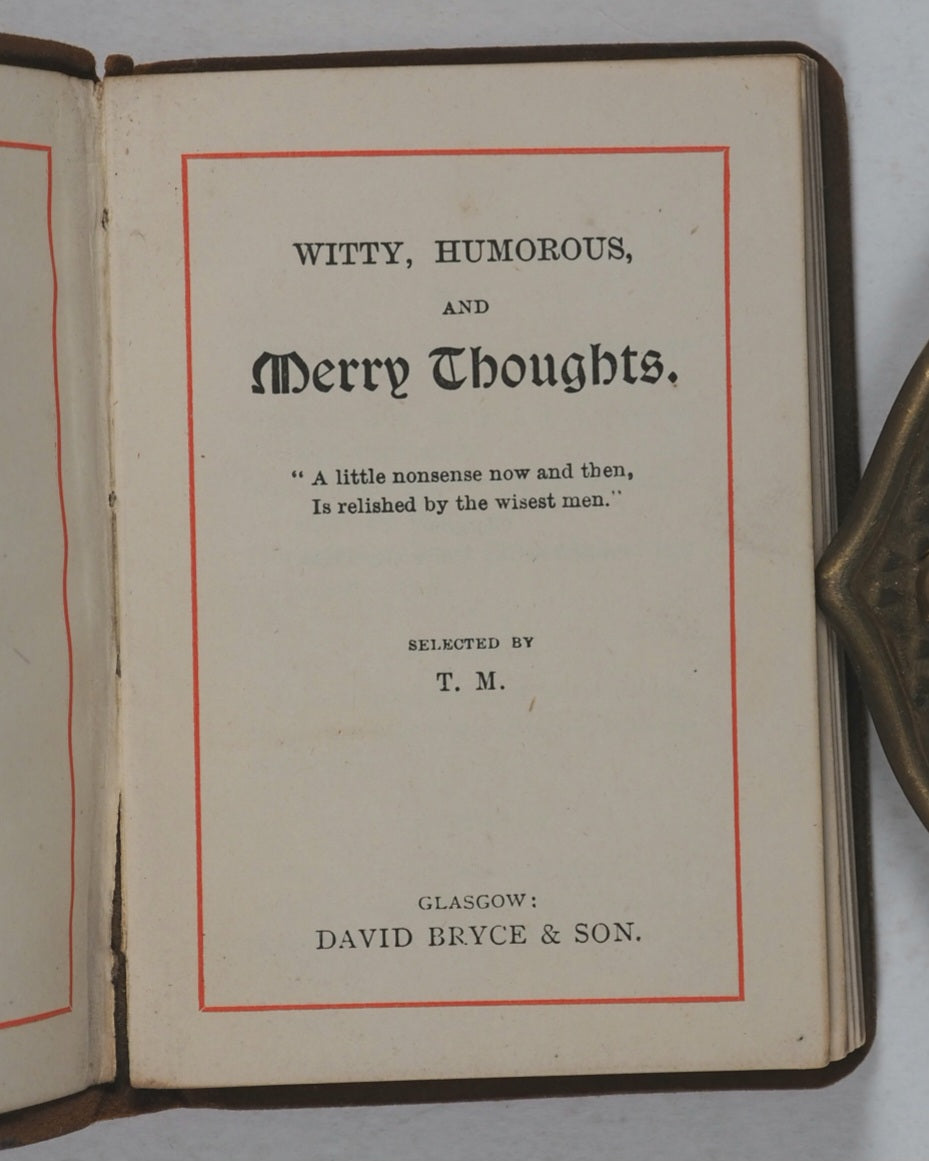 WITTY, HUMOROUS,
AND
Merry Thoughts.
“ A little nonsense now and then,
Is relished by the wisest men.”
SELECTED BY
T. M.
GLASGOW:
DAVID BRYCE & SON.